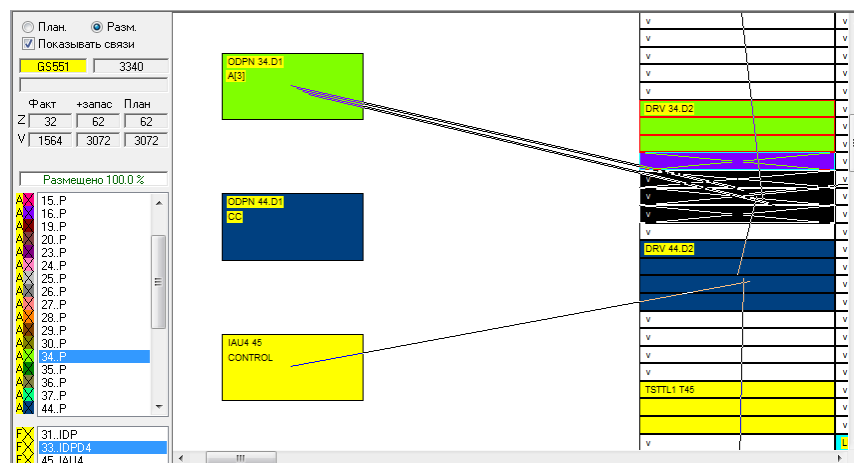 План. Разм.
Показывать связи
GS551 3340
Факт +запас План
Z 32 62 62
V 1564 3072 3072
Размещено 100.0 %
A X 15..P
A X 16..P
A X 19..P
A X 20..P
A X 23..P
A X 24..P
A X 25..P
A X 26..P
A X 27..P
A X 28..P
A X 29..P
A X 30..P
A X 34..P
A X 35..P
A X 36..P
A X 37..P
A X 44..P
F X 31..IDP
F X 33..IDPD4
F X 45..IAU4
ODPN 34.D1
A[3]
ODPN 44.D1
CC
IAU4 45
CONTROL
v v
v v
v v
v v
v v
DRV 34.D2 v
v
v
v
v v
v v
v v
v v
DRV 44.D2 v
v
v
v
v v
v v
v v
v v
TSTTL1 T45 v
v
v
v L